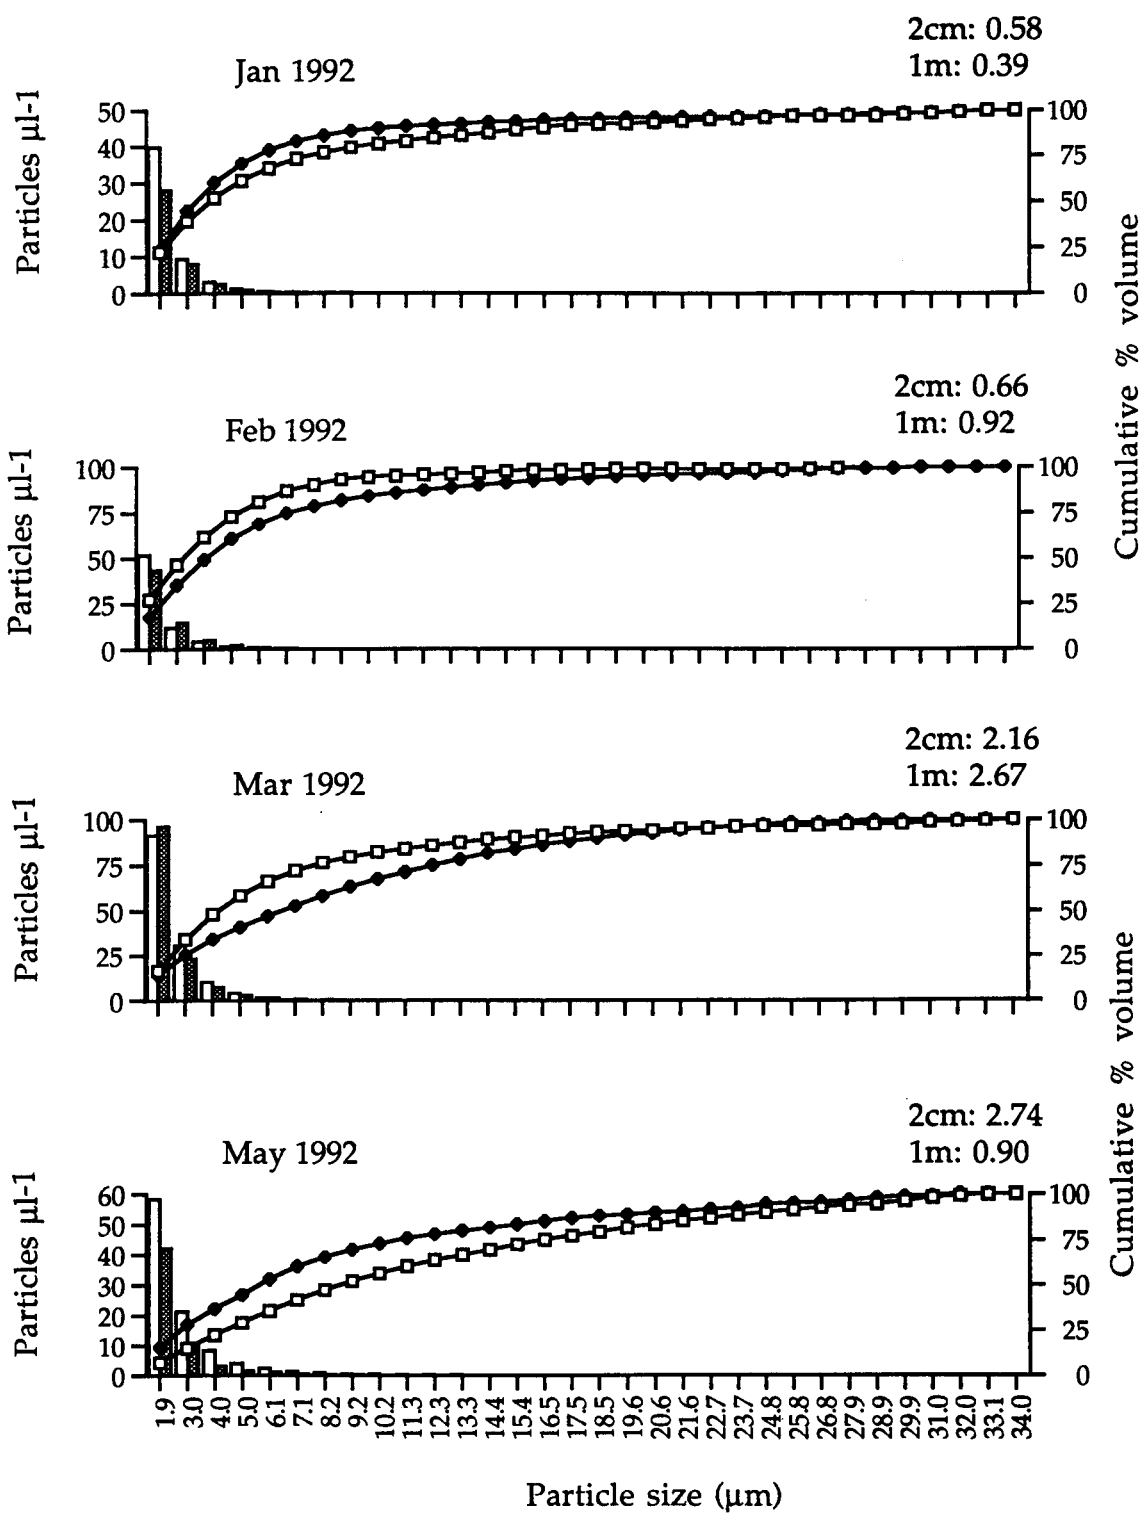 2cm: 0.58
1m: 0.39
Jan 1992
Particles µl-1
50
40
30
20
10
0
100
75
50
25
0
Cumulative % volume
2cm: 0.66
1m: 0.92
Feb 1992
Particles µl-1
100
75
50
25
0
100
75
50
25
0
2cm: 2.16
1m: 2.67
Mar 1992
Particles µl-1
100
75
50
25
0
100
75
50
25
0
Cumulative % volume
2cm: 2.74
1m: 0.90
May 1992
Particles µl-1
60
50
40
30
20
10
0
100
75
50
25
0
1.9 3.0 4.0 5.0 6.1 7.1 8.2 9.2 10.2 11.3 12.3 13.3 14.4 15.4 16.5 17.5 18.5 19.6 20.6 21.6 22.7 23.7 24.8 25.8 26.8 27.9 28.9 29.9 31.0 32.0 33.1 34.0
Particle size (µm)